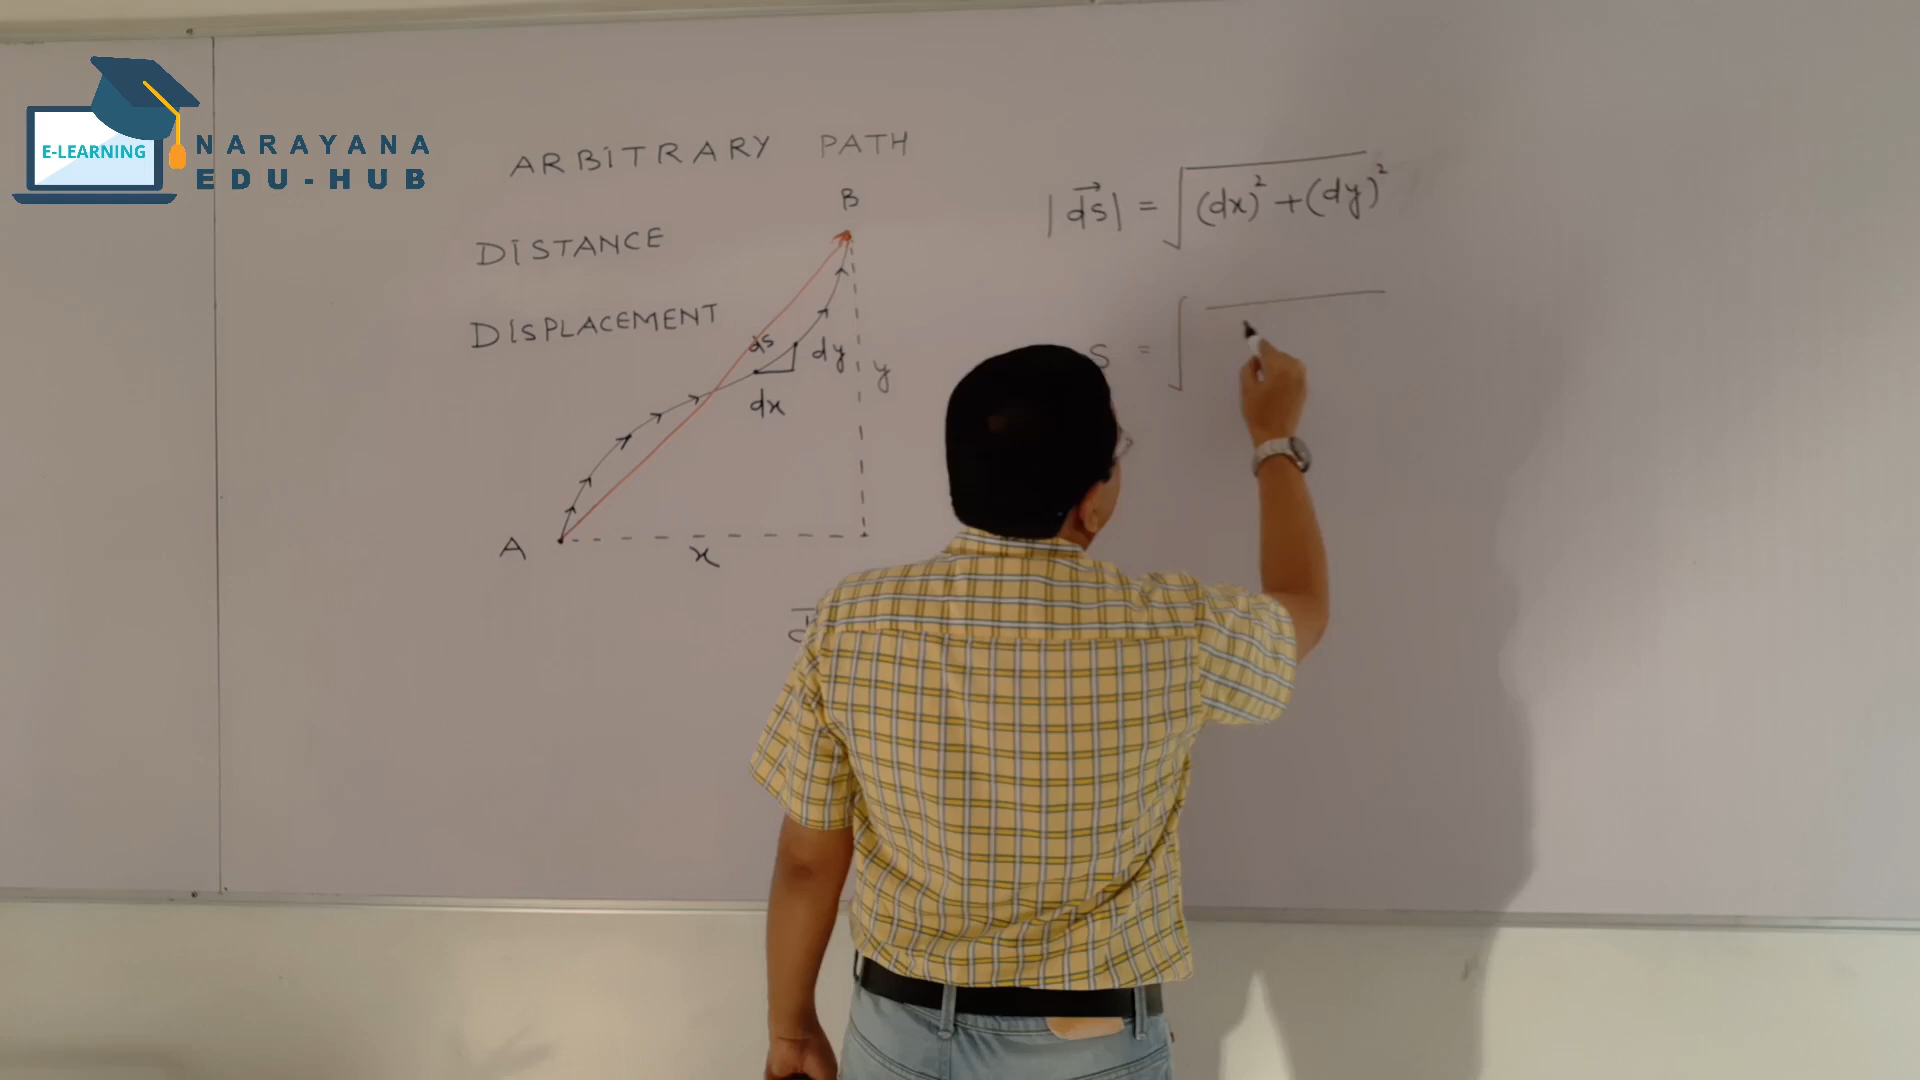 E-LEARNING
NARAYANA
EDU-HUB
ARBITRARY PATH
DISTANCE
DISPLACEMENT
B
ds
dy
y
dx
A
x
|d⃗s| = √(dx)² + (dy)²
S = √